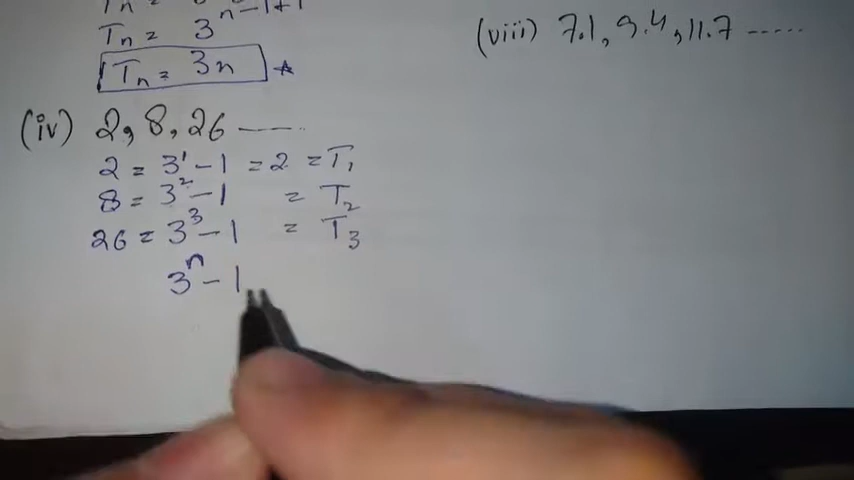 Tₙ = 3ⁿ⁻¹⁺¹
Tₙ = 3n
(iv) 2, 8, 26 ------
2 = 3¹ - 1 = 2 = T₁
8 = 3² - 1 = T₂
26 = 3³ - 1 = T₃
3ⁿ - 1
(viii) 7.1, 9.4, 11.7 -----